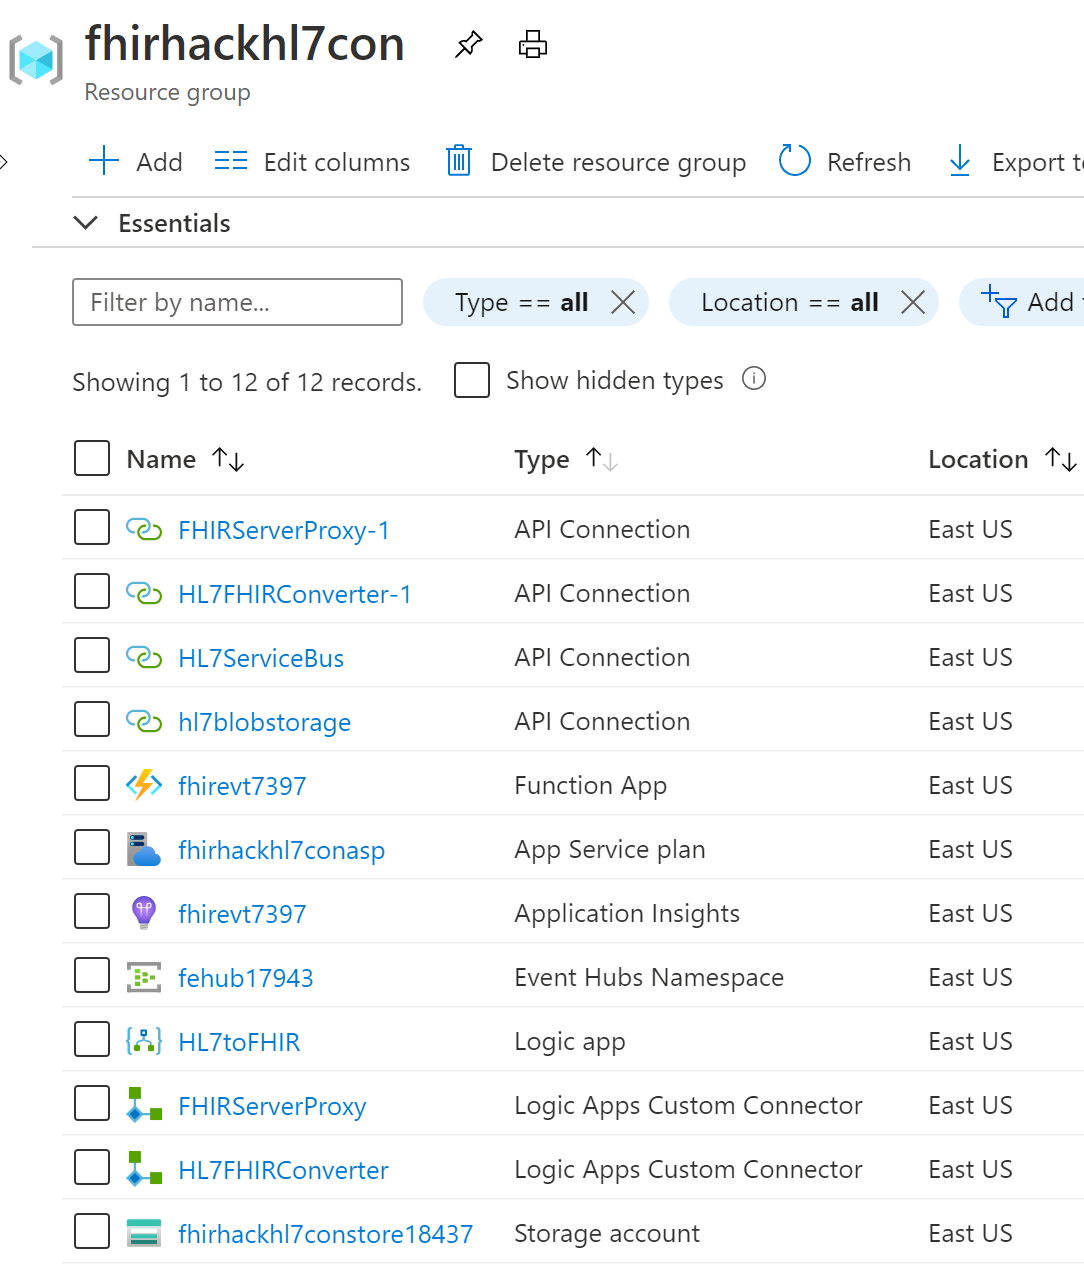 fhirhackhl7con
Resource group
Add Edit columns Delete resource group Refresh Export to
Essentials
Filter by name... Type == all Location == all Add
Showing 1 to 12 of 12 records. Show hidden types
Name Type Location
FHIRServerProxy-1 API Connection East US
HL7FHIRConverter-1 API Connection East US
HL7ServiceBus API Connection East US
hl7blobstorage API Connection East US
fhirevt7397 Function App East US
fhirhackhl7conasp App Service plan East US
fhirevt7397 Application Insights East US
fehub17943 Event Hubs Namespace East US
HL7toFHIR Logic app East US
FHIRServerProxy Logic Apps Custom Connector East US
HL7FHIRConverter Logic Apps Custom Connector East US
fhirhackhl7constore18437 Storage account East US